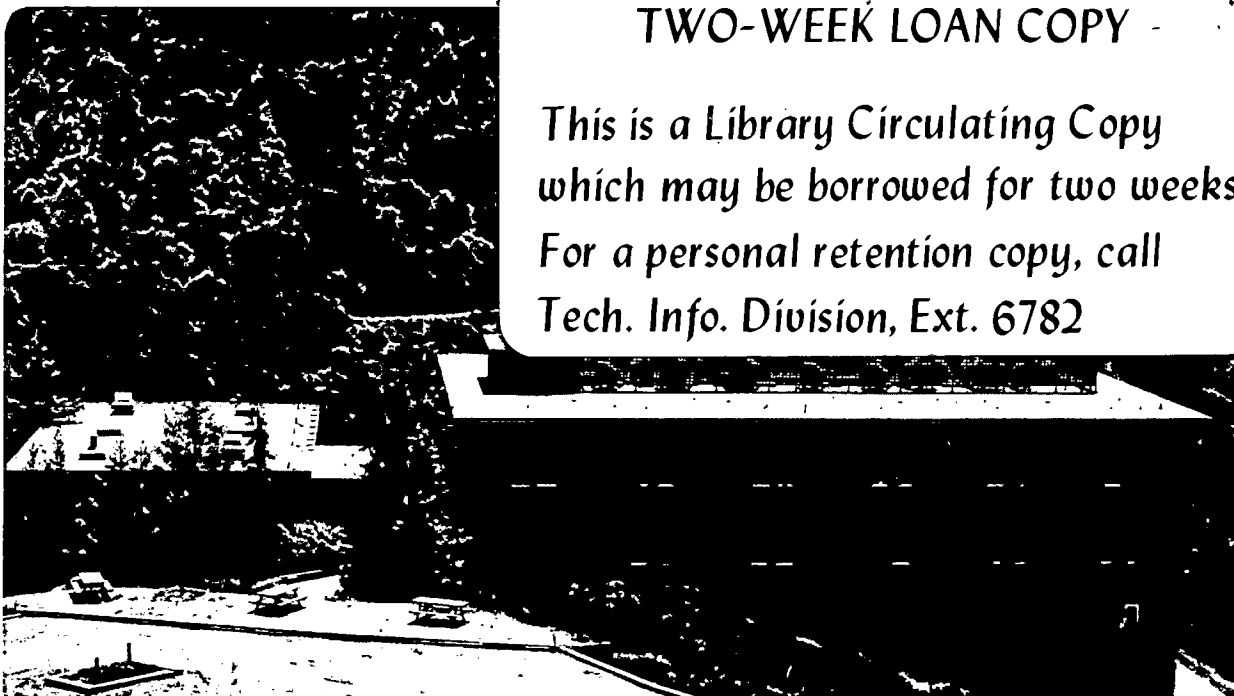 TWO-WEEK LOAN COPY
This is a Library Circulating Copy
which may be borrowed for two weeks
For a personal retention copy, call
Tech. Info. Division, Ext. 6782